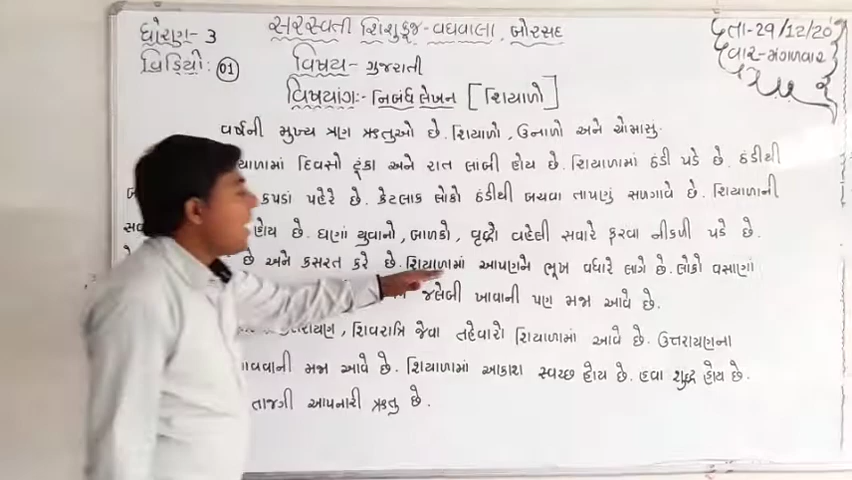 ધોરણ- 3
વિડિયો: 01
સરસ્વતી શિશુકુંજ-વઘવાલા, બોરસદ
વિષય- ગુજરાતી
વિષયાંગ:- નિબંધ લેખન [શિયાળો]
તા-29/12/20
વાર-મંગળવાર
વર્ષની મુખ્ય ત્રણ ઋતુઓ છે. શિયાળો, ઉનાળો અને ચોમાસું.
દિવસો ટૂંકા અને રાત લાંબી હોય છે. શિયાળામાં ઠંડી પડે છે. ઠંડીથી
કપડાં પહેરે છે. કેટલાક લોકો ઠંડીથી બચવા તાપણું સળગાવે છે. શિયાળાની
હોય છે. ઘણાં યુવાનો, બાળકો, વૃદ્ધો વહેલી સવારે ફરવા નીકળી પડે છે.
છે અને કસરત કરે છે. શિયાળામાં આપણને ભૂખ વધારે લાગે છે. લોકો વસાણાં
જલેબી ખાવાની પણ મજા આવે છે.
શિવરાત્રિ જેવા તહેવારો શિયાળામાં આવે છે. ઉત્તરાયણના
મજા આવે છે. શિયાળામાં આકાશ સ્વચ્છ હોય છે. હવા શુદ્ધ હોય છે.
તાજગી આપનારી ઋતુ છે.